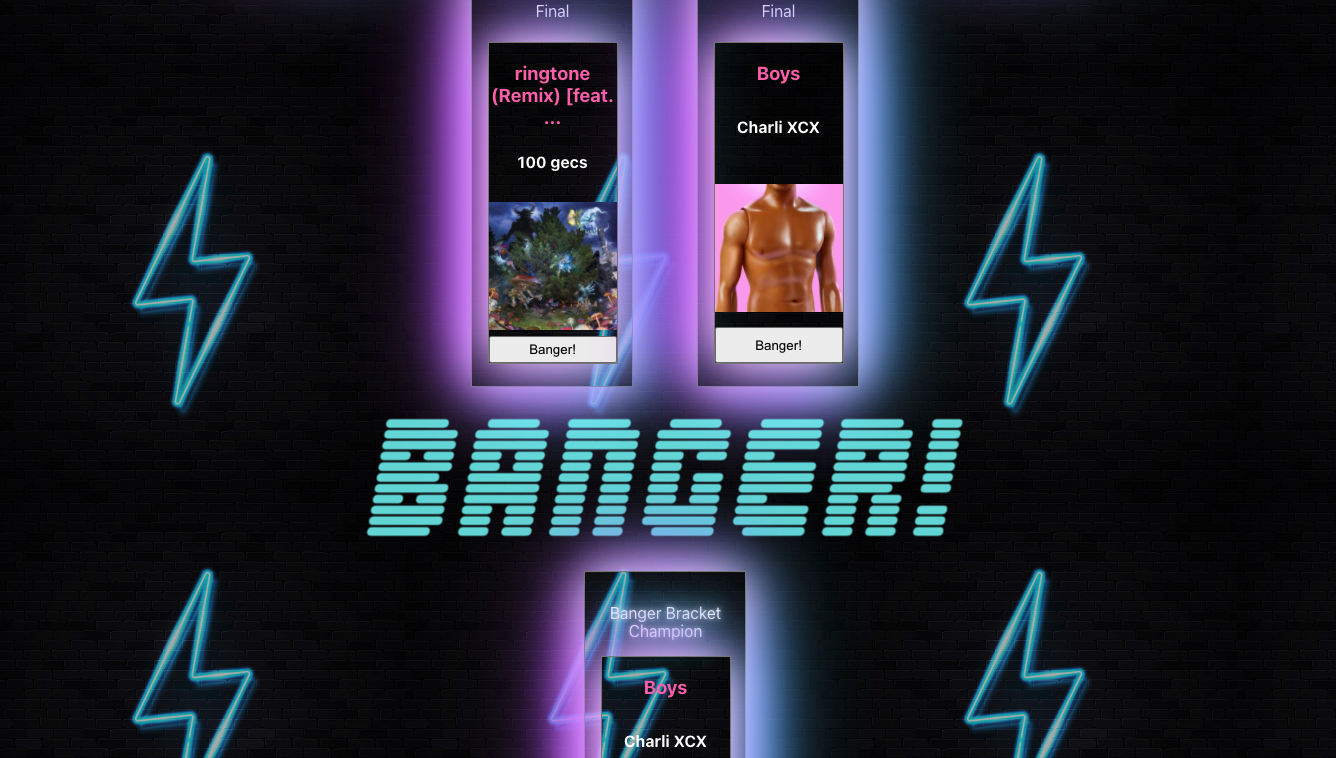 Final
ringtone
(Remix) [feat.
...
100 gecs
Banger!
Final
Boys
Charli XCX
Banger!
BANGER!
Banger Bracket
Champion
Boys
Charli XCX